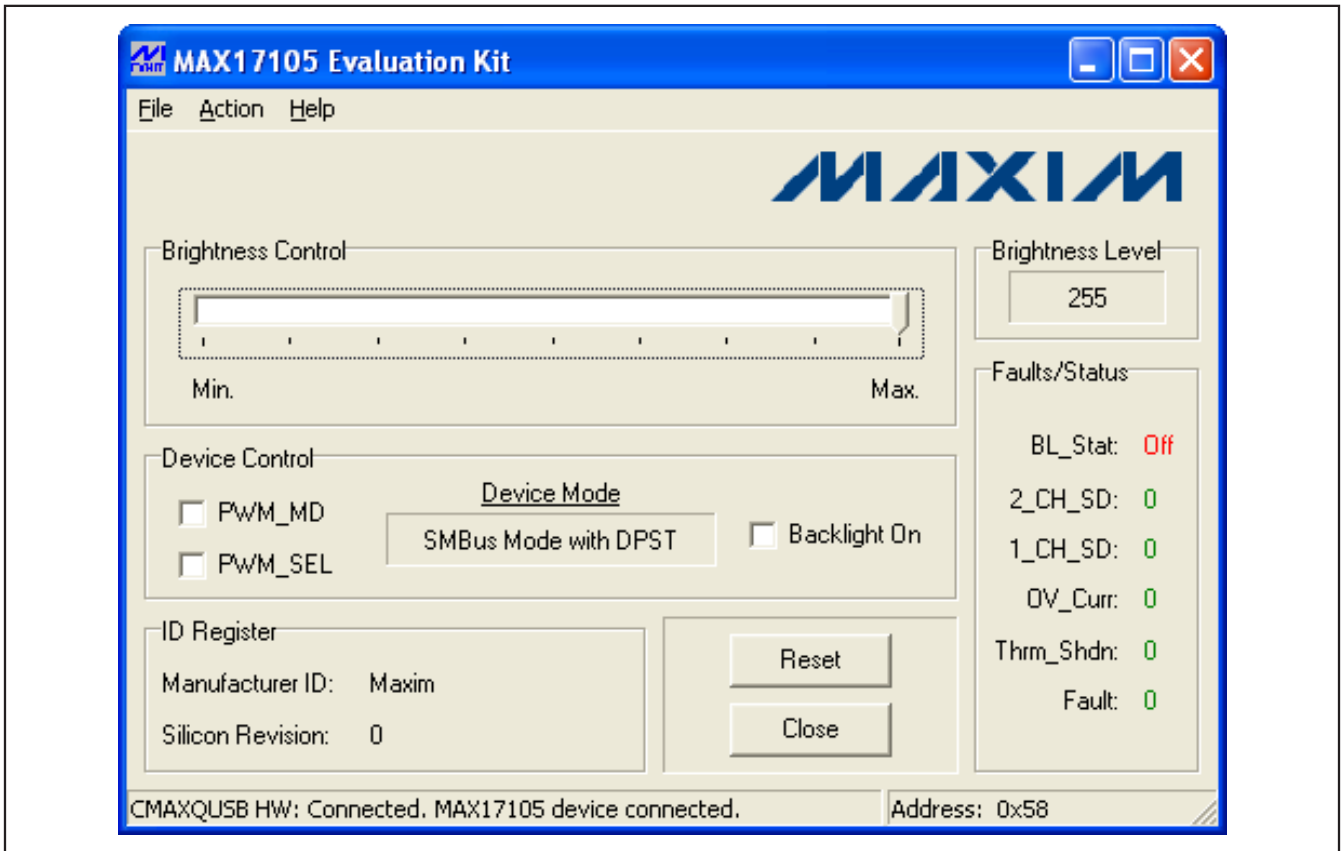 MAX17105 Evaluation Kit
File Action Help
MAXIM
Brightness Control
Min. Max.
Brightness Level
255
Device Control
PWM_MD
PWM_SEL
Device Mode
SMBus Mode with DPST
Backlight On
Faults/Status
BL_Stat: Off
2_CH_SD: 0
1_CH_SD: 0
OV_Curr: 0
Thrm_Shdn: 0
Fault: 0
ID Register
Manufacturer ID: Maxim
Silicon Revision: 0
Reset
Close
CMAXQUSB HW: Connected. MAX17105 device connected.
Address: 0x58